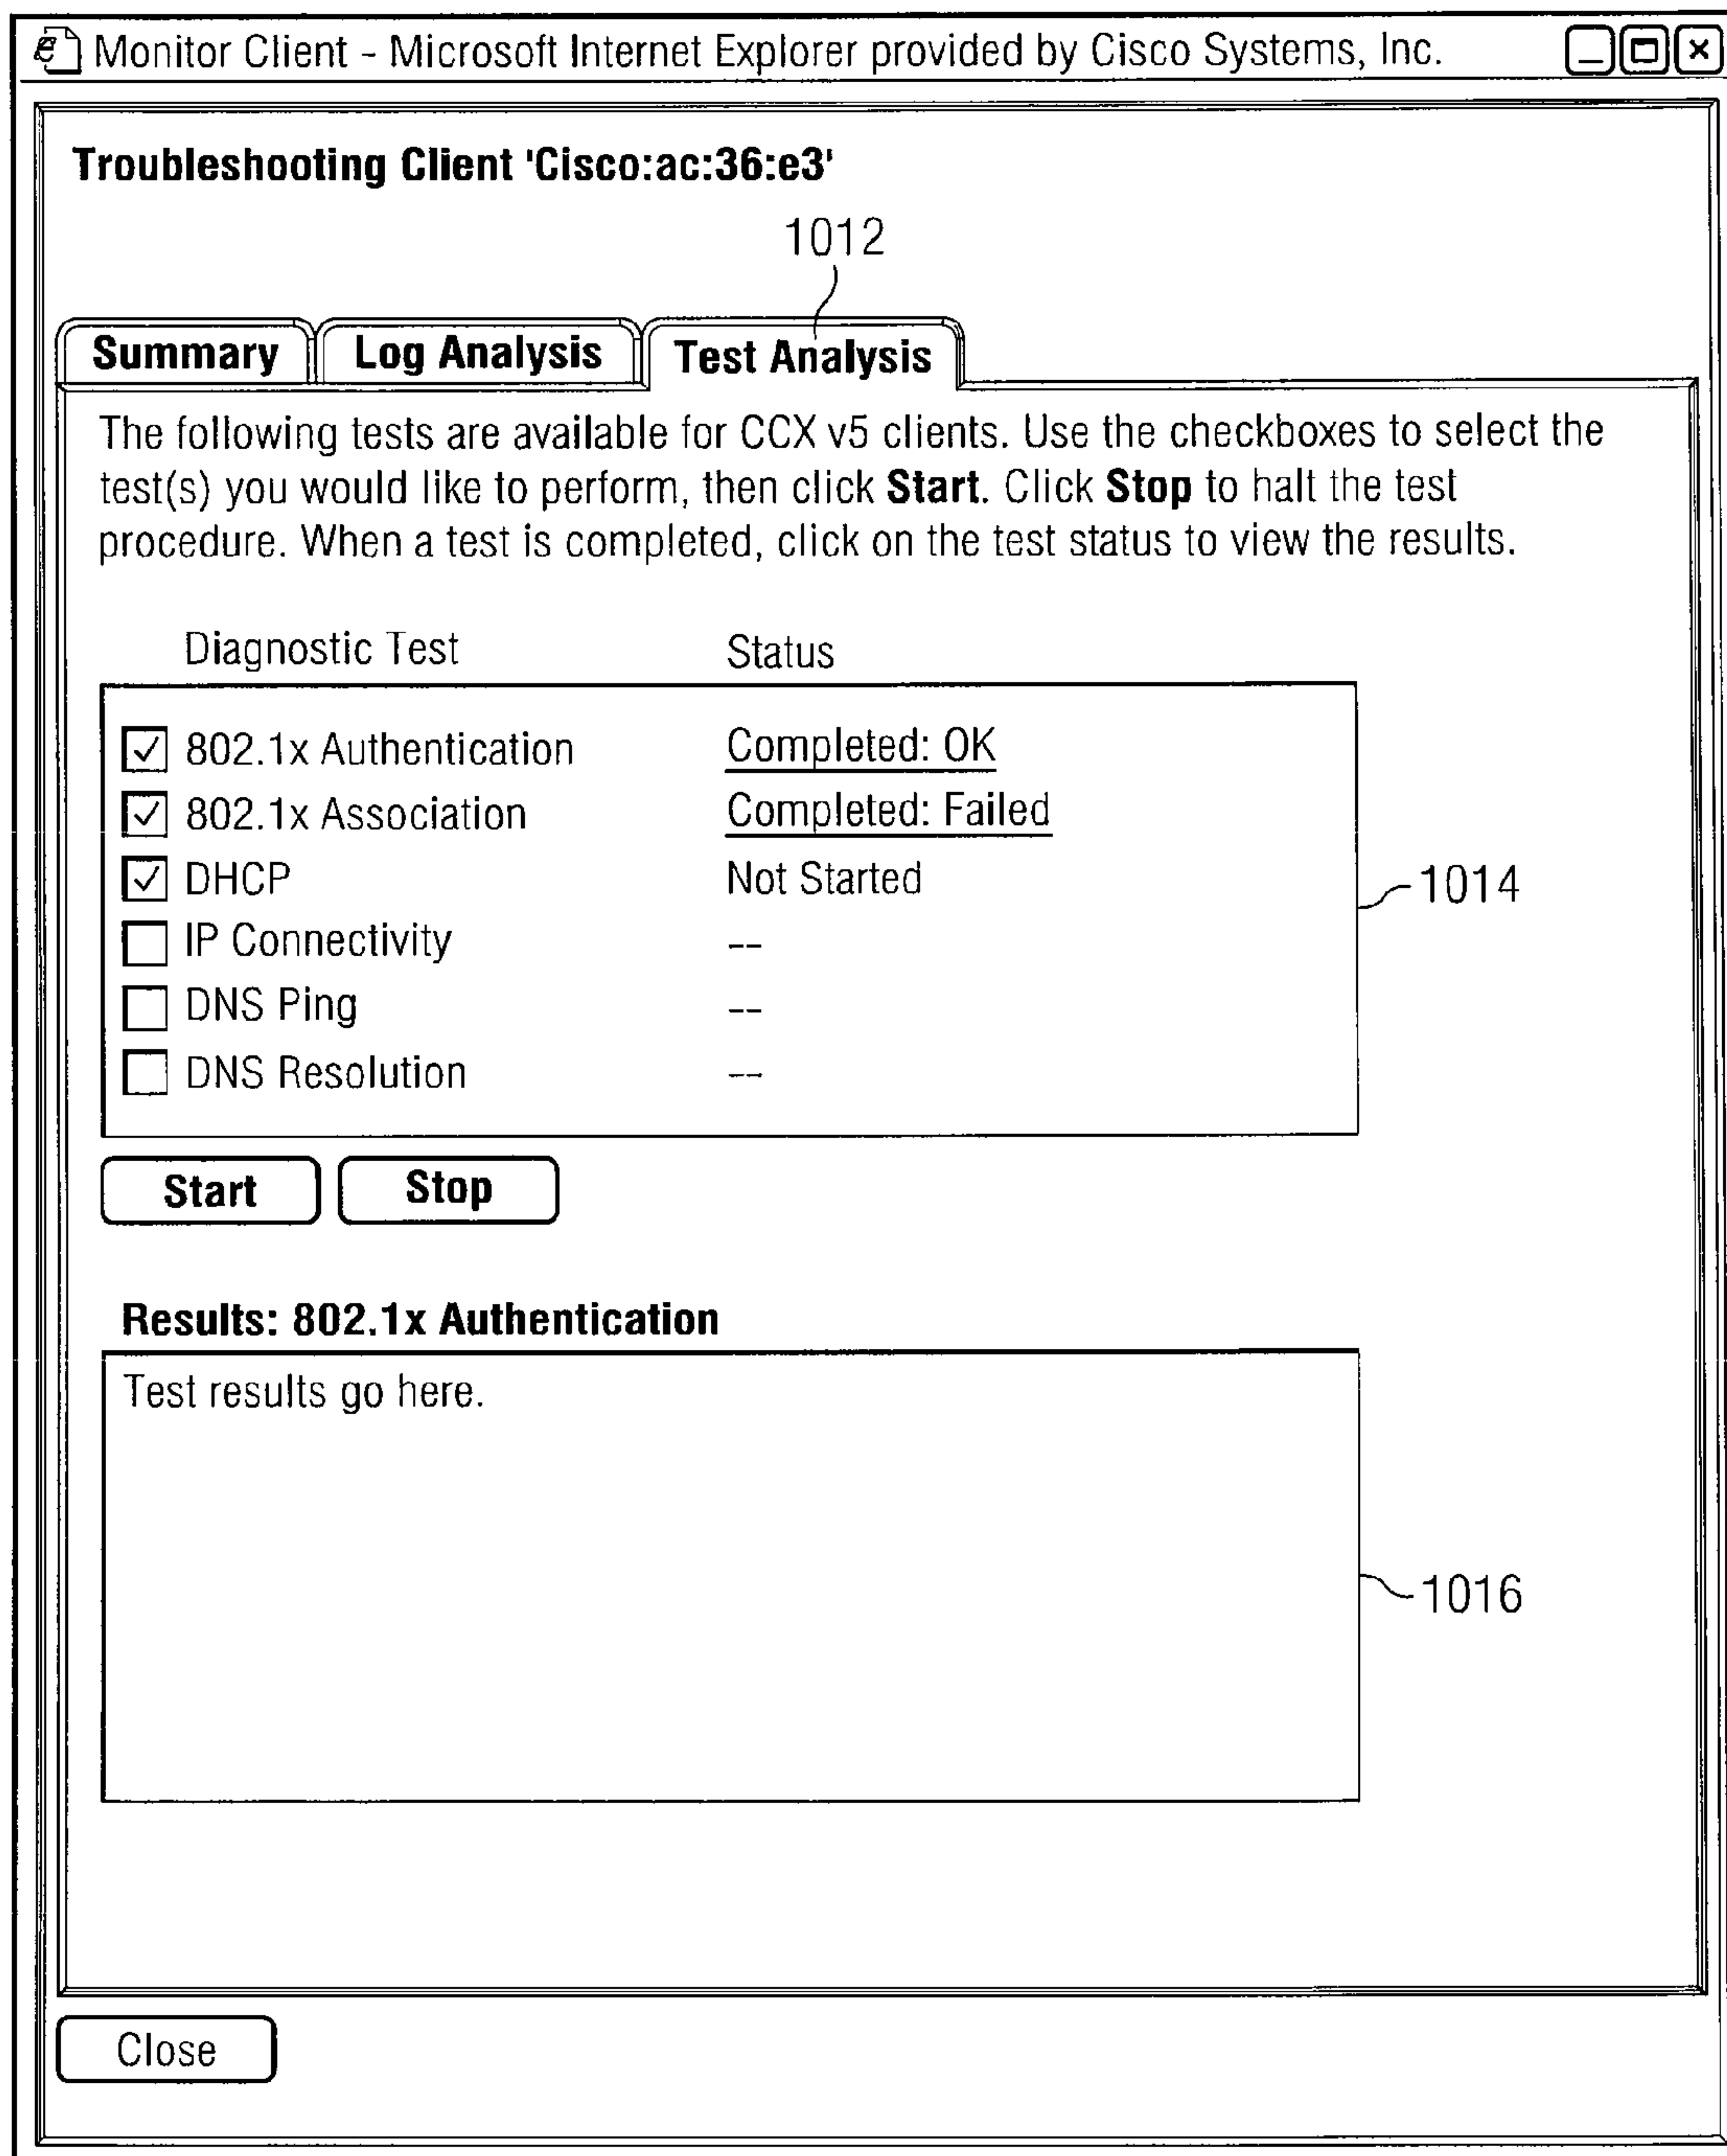 Monitor Client - Microsoft Internet Explorer provided by Cisco Systems, Inc.
Troubleshooting Client 'Cisco:ac:36:e3'
1012
Summary Log Analysis Test Analysis
The following tests are available for CCX v5 clients. Use the checkboxes to select the
test(s) you would like to perform, then click Start. Click Stop to halt the test
procedure. When a test is completed, click on the test status to view the results.
Diagnostic Test Status
802.1x Authentication Completed: OK
802.1x Association Completed: Failed
DHCP Not Started
1014
IP Connectivity --
DNS Ping --
DNS Resolution --
Start Stop
Results: 802.1x Authentication
Test results go here.
1016
Close